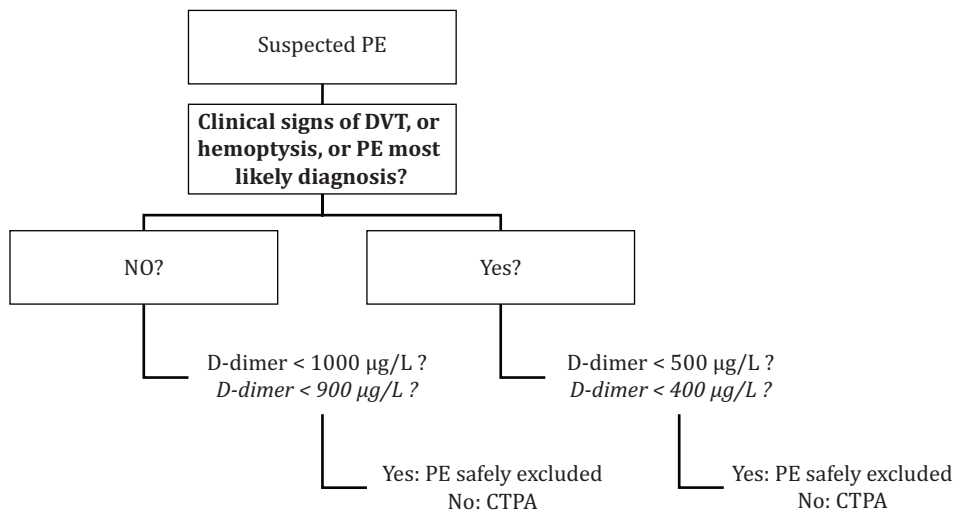 Suspected PE
Clinical signs of DVT, or
hemoptysis, or PE most
likely diagnosis?
NO?
Yes?
D-dimer < 1000 μg/L ?
D-dimer < 900 μg/L ?
D-dimer < 500 μg/L ?
D-dimer < 400 μg/L ?
Yes: PE safely excluded
No: CTPA
Yes: PE safely excluded
No: CTPA